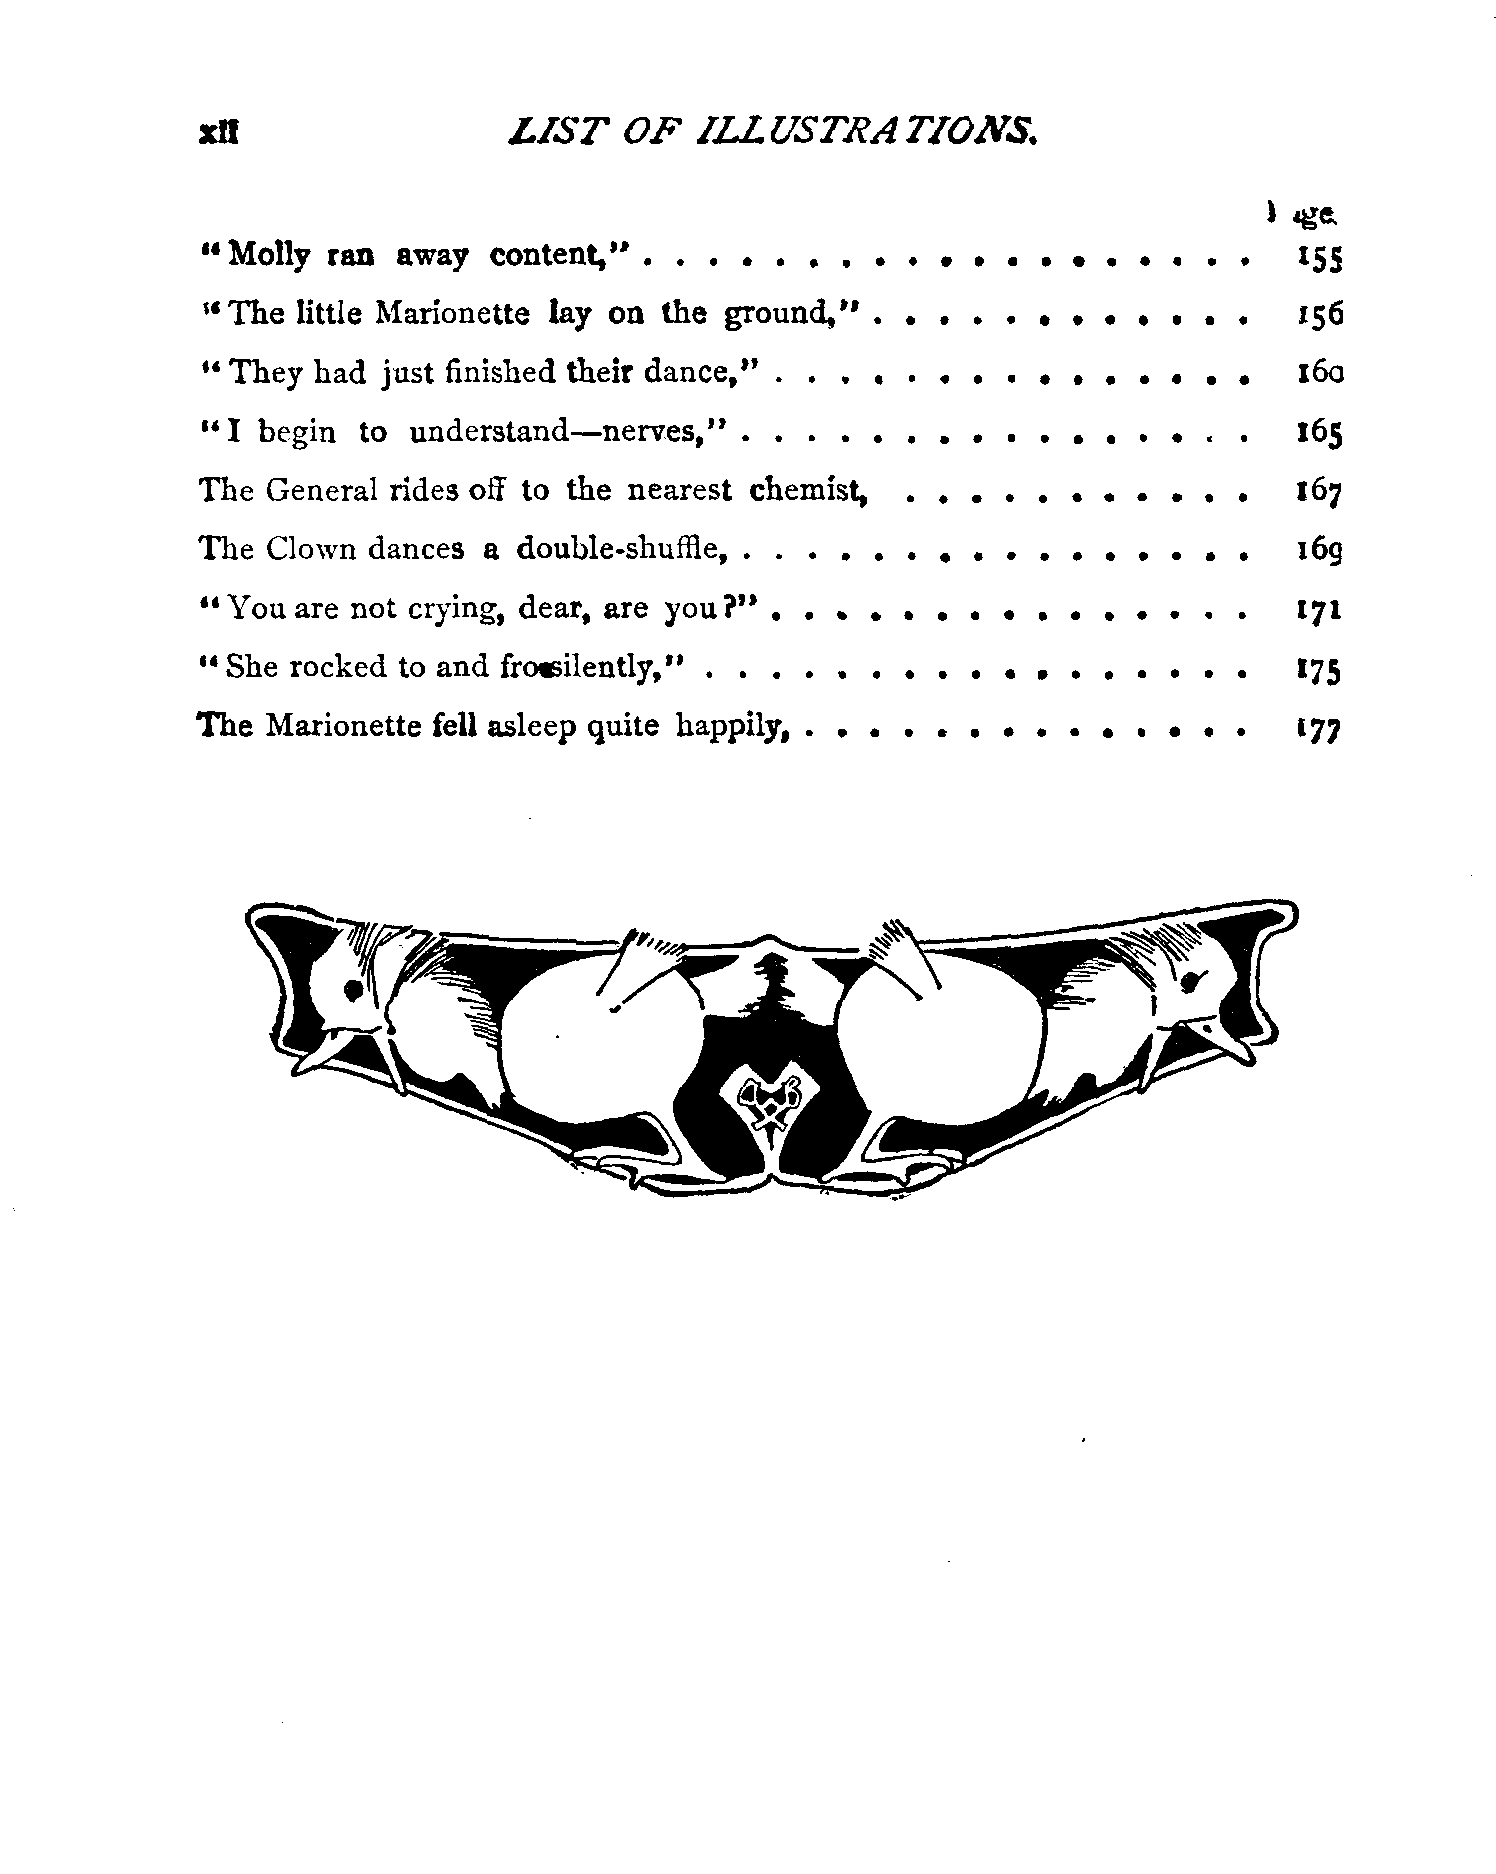 xii LIST OF ILLUSTRATIONS.
Page
“Molly ran away content,” . . . . . . . . . . . . . . . . . . . 155
“The little Marionette lay on the ground,” . . . . . . . . . . . . 156
“They had just finished their dance,” . . . . . . . . . . . . . . . 160
“I begin to understand—nerves,” . . . . . . . . . . . . . . . . 165
The General rides off to the nearest chemist, . . . . . . . . . . . 167
The Clown dances a double-shuffle, . . . . . . . . . . . . . . . . 169
“You are not crying, dear, are you?” . . . . . . . . . . . . . . . 171
“She rocked to and fro silently,” . . . . . . . . . . . . . . . . . 175
The Marionette fell asleep quite happily, . . . . . . . . . . . . . . 177